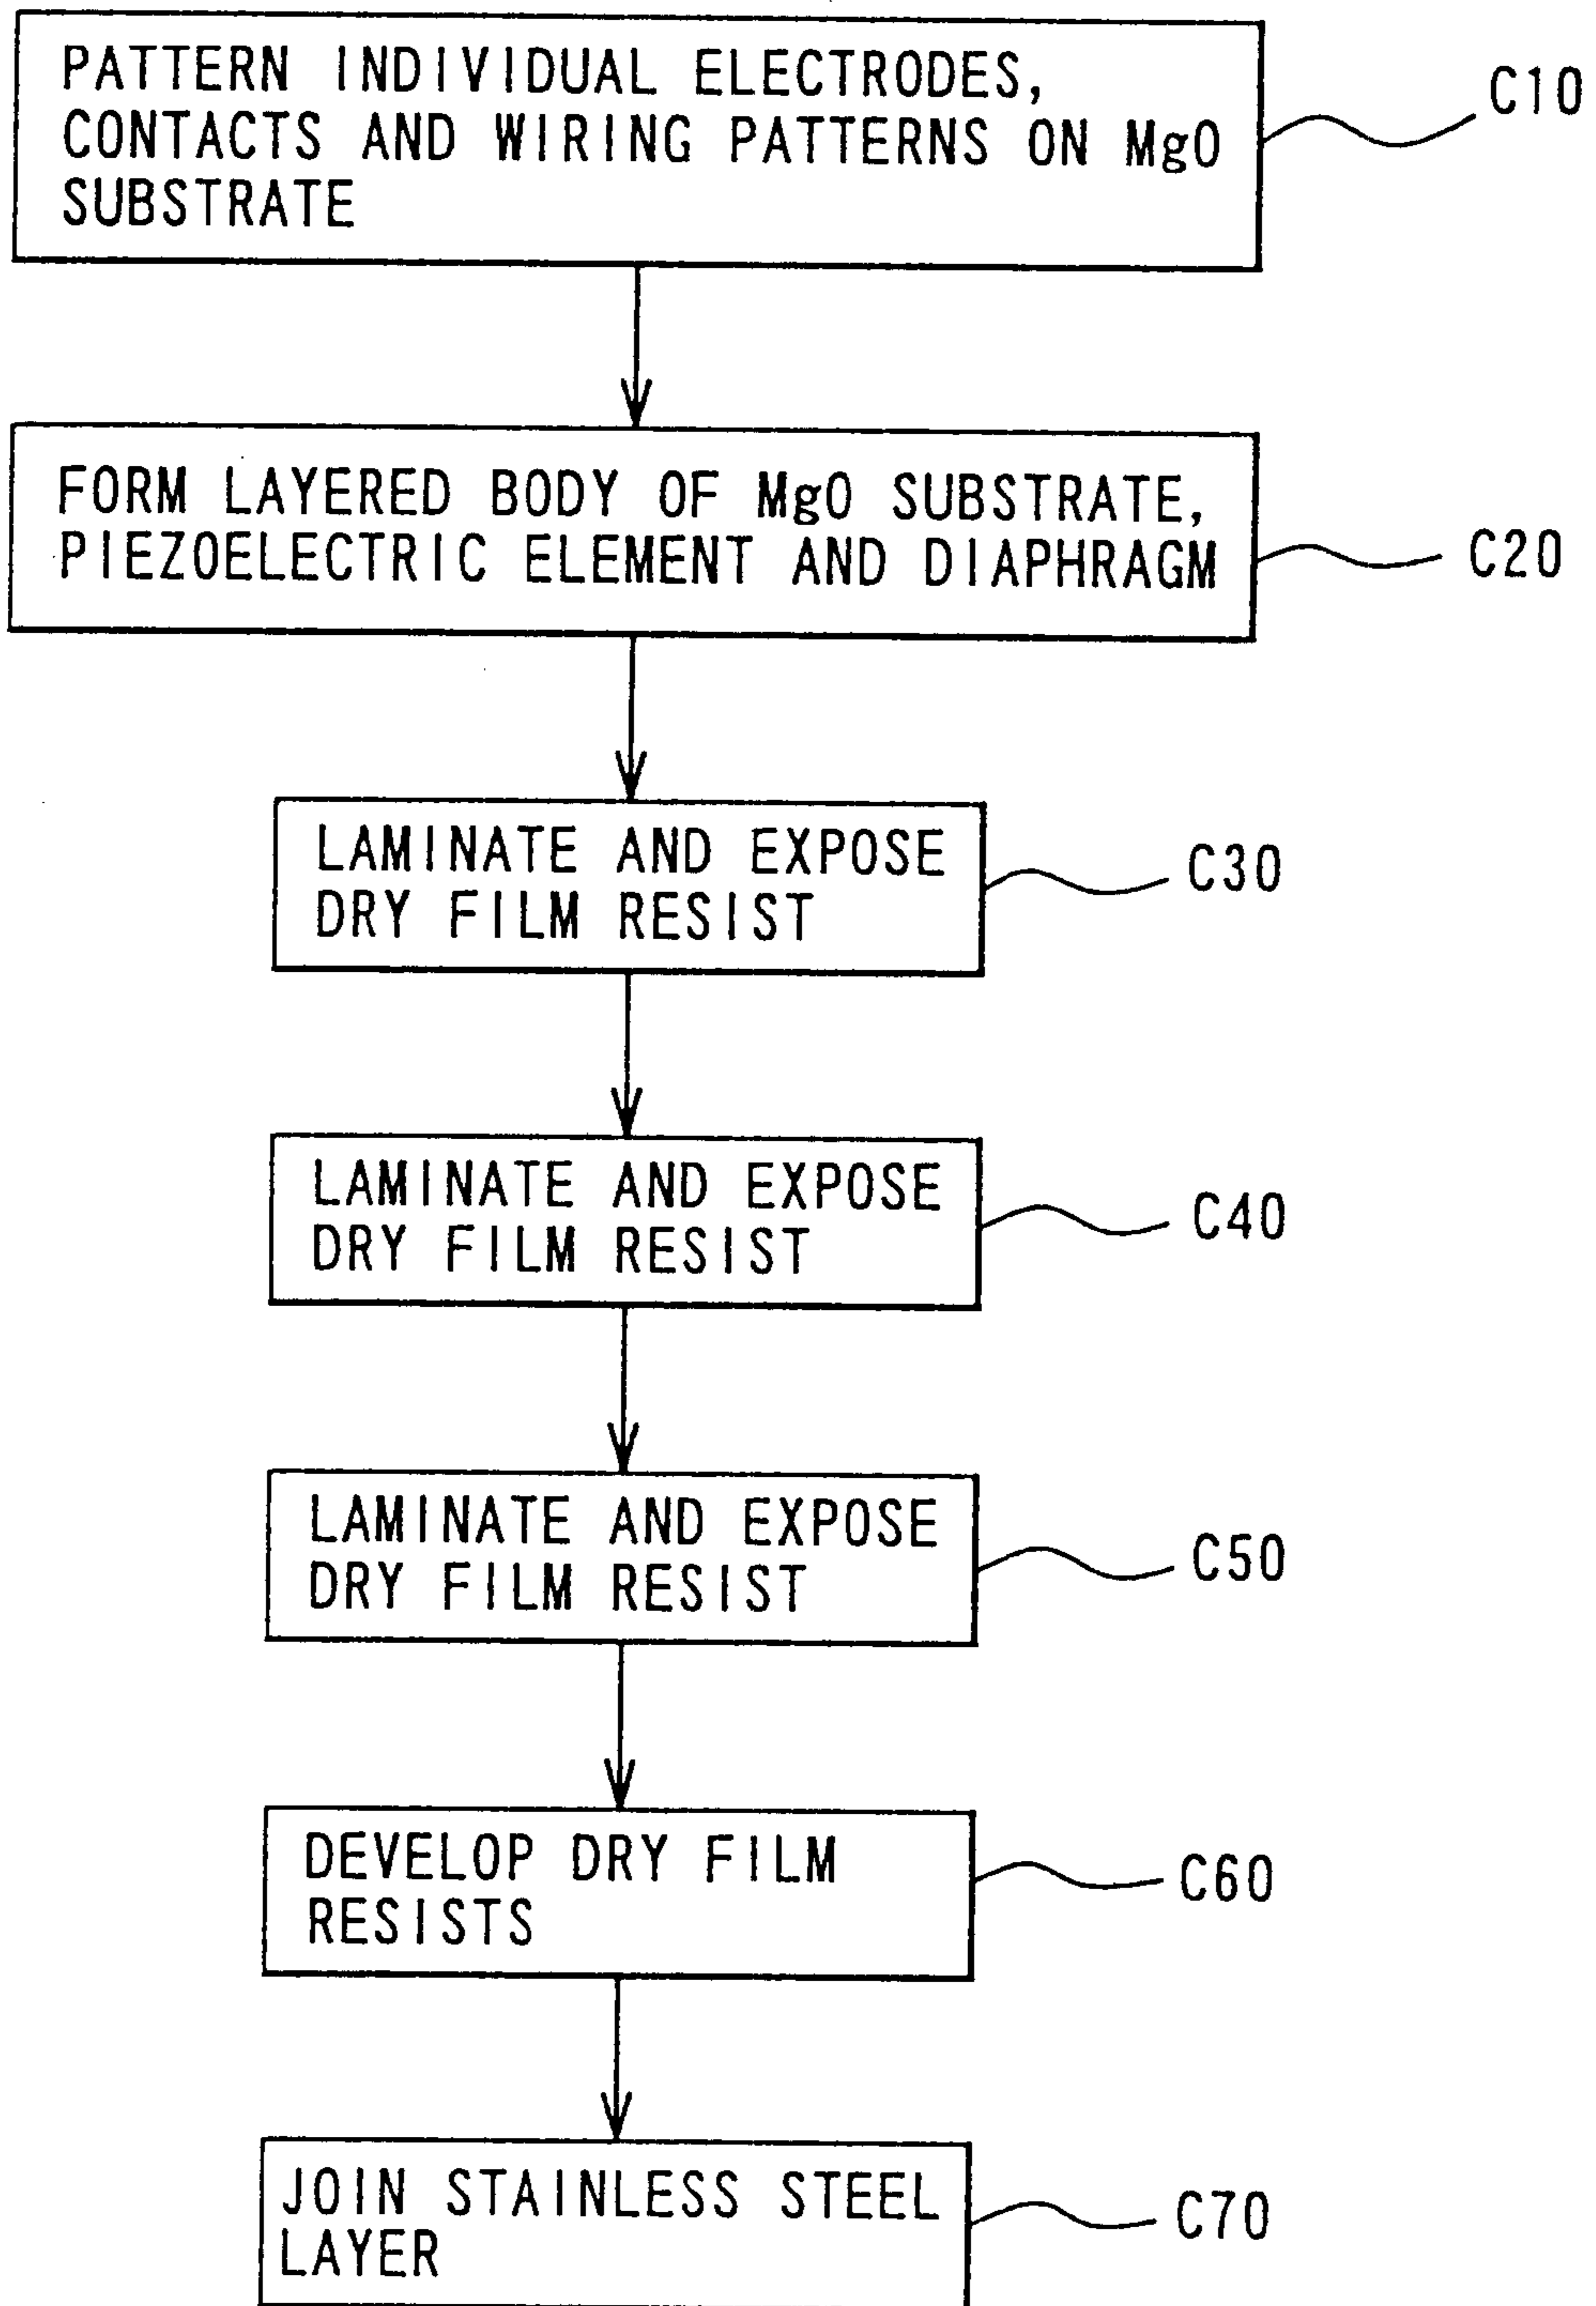 PATTERN INDIVIDUAL ELECTRODES,
CONTACTS AND WIRING PATTERNS ON MgO
SUBSTRATE
C10
FORM LAYERED BODY OF MgO SUBSTRATE,
PIEZOELECTRIC ELEMENT AND DIAPHRAGM
C20
LAMINATE AND EXPOSE
DRY FILM RESIST
C30
LAMINATE AND EXPOSE
DRY FILM RESIST
C40
LAMINATE AND EXPOSE
DRY FILM RESIST
C50
DEVELOP DRY FILM
RESISTS
C60
JOIN STAINLESS STEEL
LAYER
C70